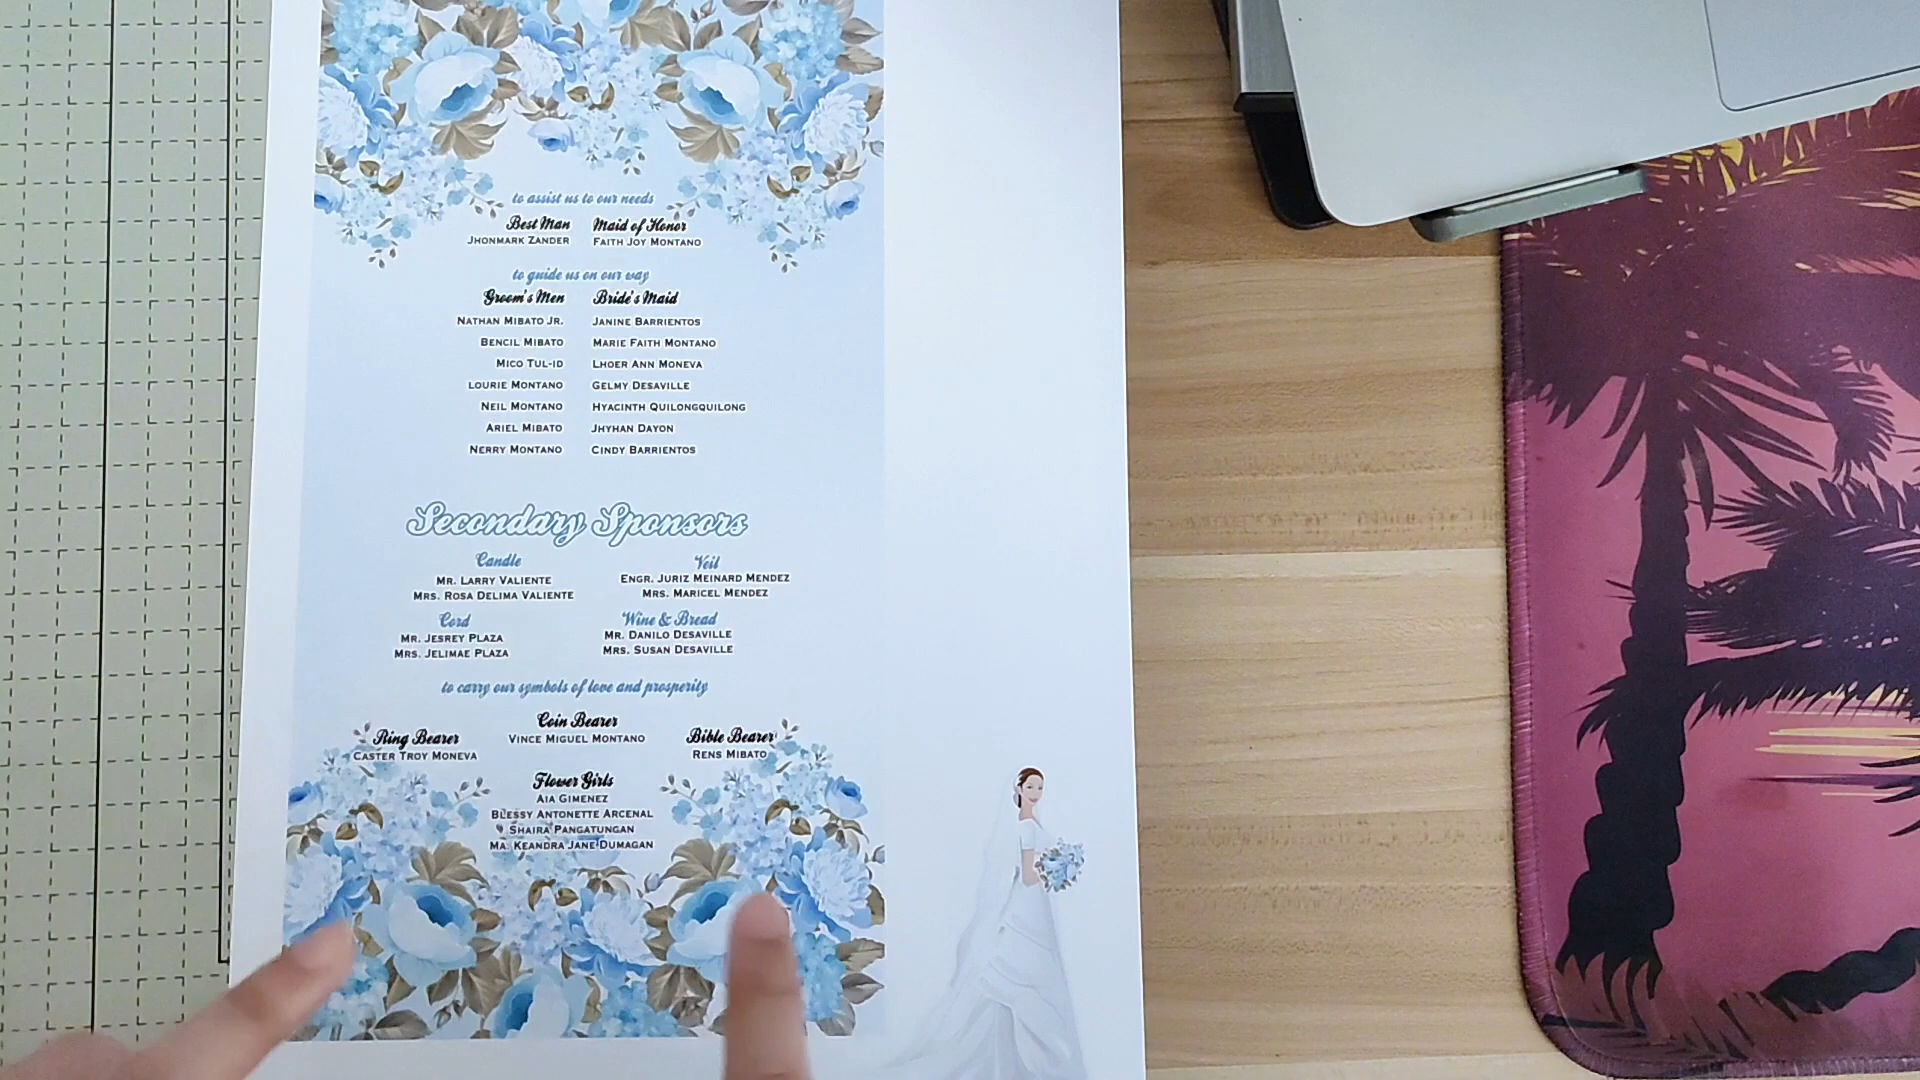 to assist us to our needs
Best Man Maid of Honor
Jhonmark Zander Faith Joy Montano
to guide us on our way
Groom's Men Bride's Maid
Nathan Mibato Jr. Janine Barrientos
Bencil Mibato Marie Faith Montano
Mico Tul-id Lhoer Ann Moneva
Lourie Montano Gelmy Desaville
Neil Montano Hyacinth Quilongquilong
Ariel Mibato Jhyhan Dayon
Nerry Montano Cindy Barrientos
Secondary Sponsors
Candle Veil
Mr. Larry Valiente Engr. Juriz Meinard Mendez
Mrs. Rosa Delima Valiente Mrs. Maricel Mendez
Cord Wine & Bread
Mr. Jesrey Plaza Mr. Danilo Desaville
Mrs. Jelimae Plaza Mrs. Susan Desaville
to carry our symbols of love and prosperity
Coin Bearer
Vince Miguel Montano
Ring Bearer Bible Bearer
Caster Troy Moneva Rens Mibato
Flower Girls
Aia Gimenez
Blessy Antonette Arcenal
Shaira Pangatungan
Ma. Keandra Jane Dumagan